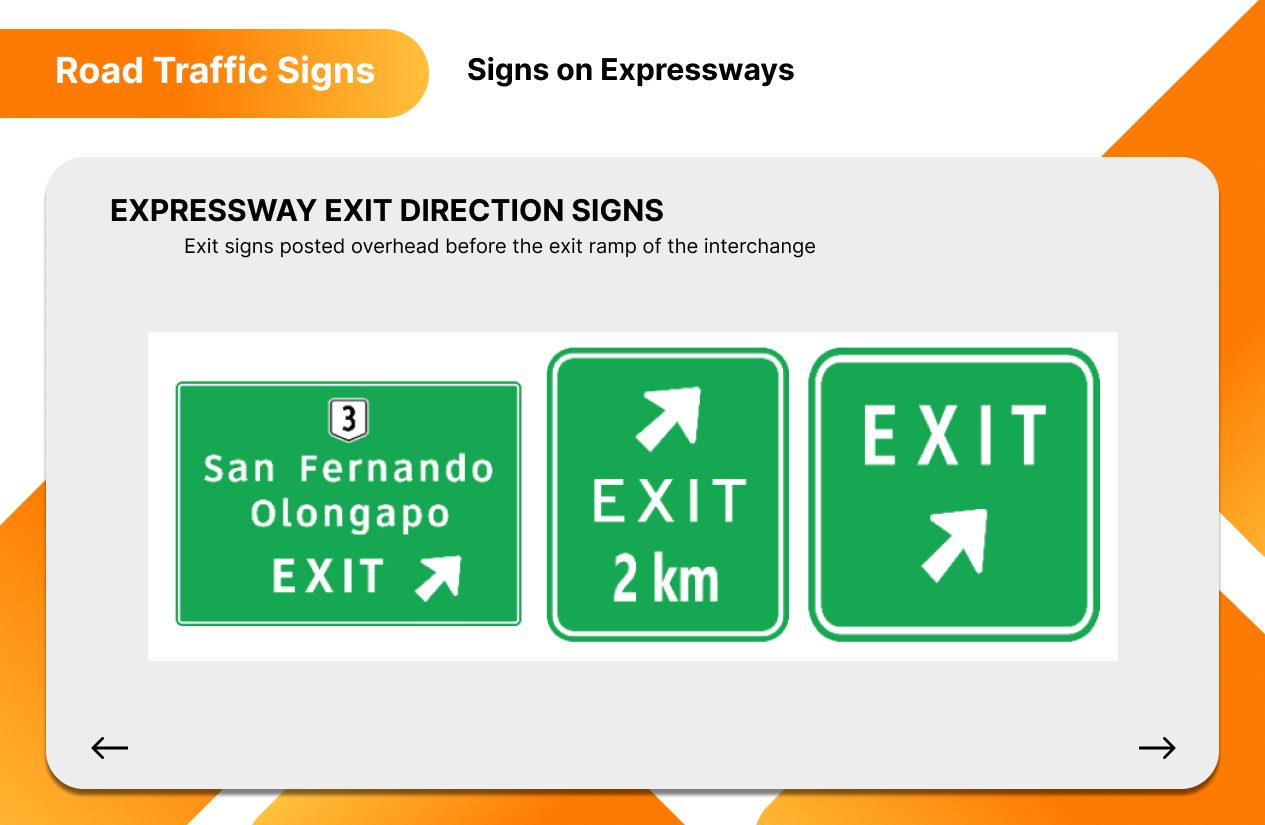 Road Traffic Signs
Signs on Expressways
EXPRESSWAY EXIT DIRECTION SIGNS
Exit signs posted overhead before the exit ramp of the interchange
3
San Fernando
Olongapo
EXIT
EXIT
2 km
EXIT